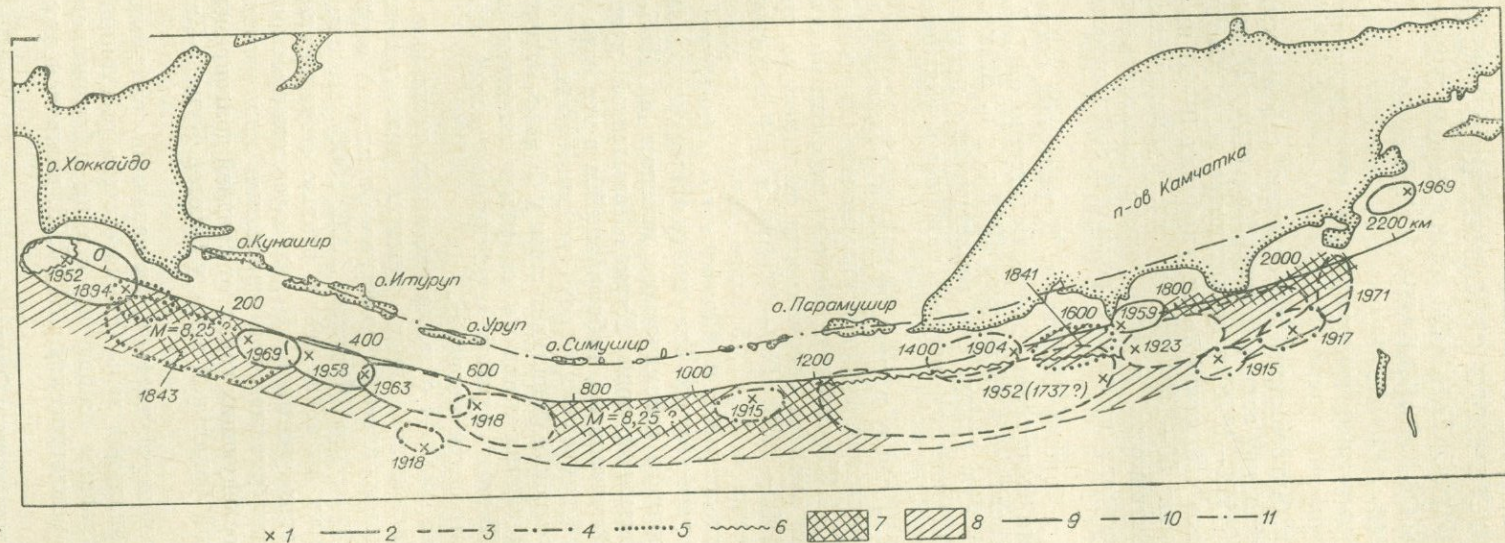 о. Хоккайдо
о. Кунашир
о. Итуруп
о. Уруп
о. Симушир
о. Парамушир
п-ов Камчатка
1969
2200 км
1971
1917
1915
2000
1800
1841
1600
1959
1923
1904
1400
1952 (1737?)
1200
1000
1915
800
М=8,25 ?
600
1918
1918
400
1963
1958
1969
200
М=8,25 ?
1843
0
1952
1894
× 1 2 3 4 5 6 7 8 9 10 11